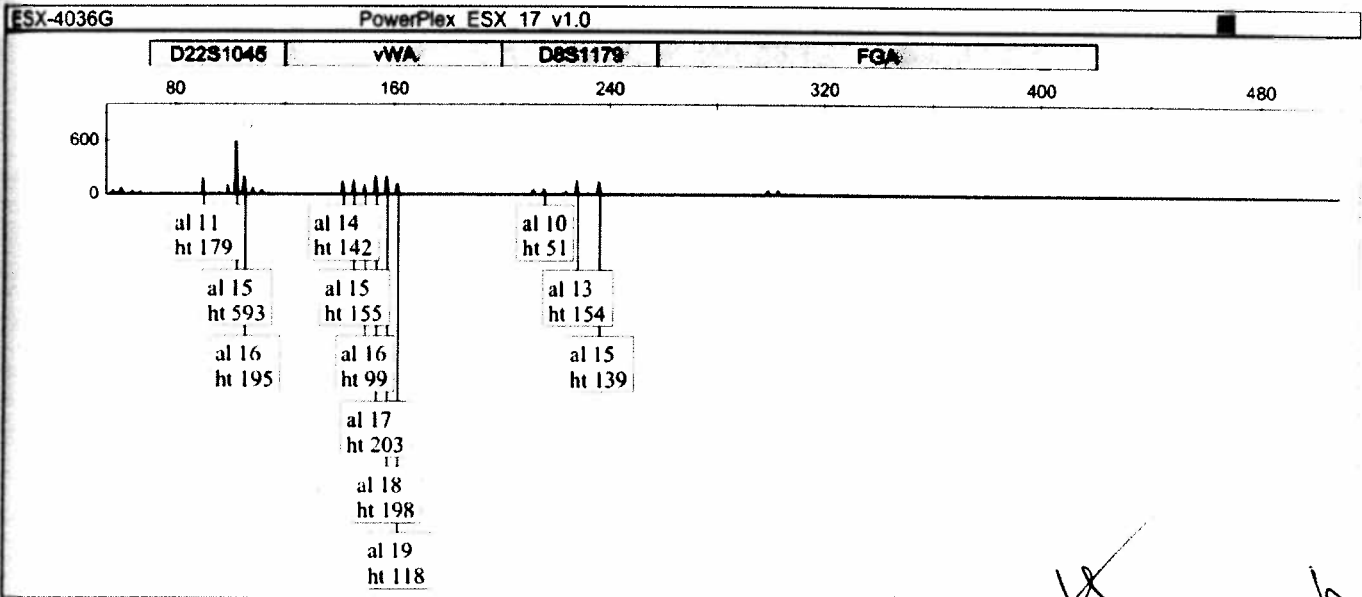 ESX-4036G PowerPlex ESX 17 v1.0
D22S1045 vWA D8S1179 FGA
80 160 240 320 400 480
600
0
al 11
ht 179
al 15
ht 593
al 16
ht 195
al 14
ht 142
al 15
ht 155
al 16
ht 99
al 17
ht 203
al 18
ht 198
al 19
ht 118
al 10
ht 51
al 13
ht 154
al 15
ht 139